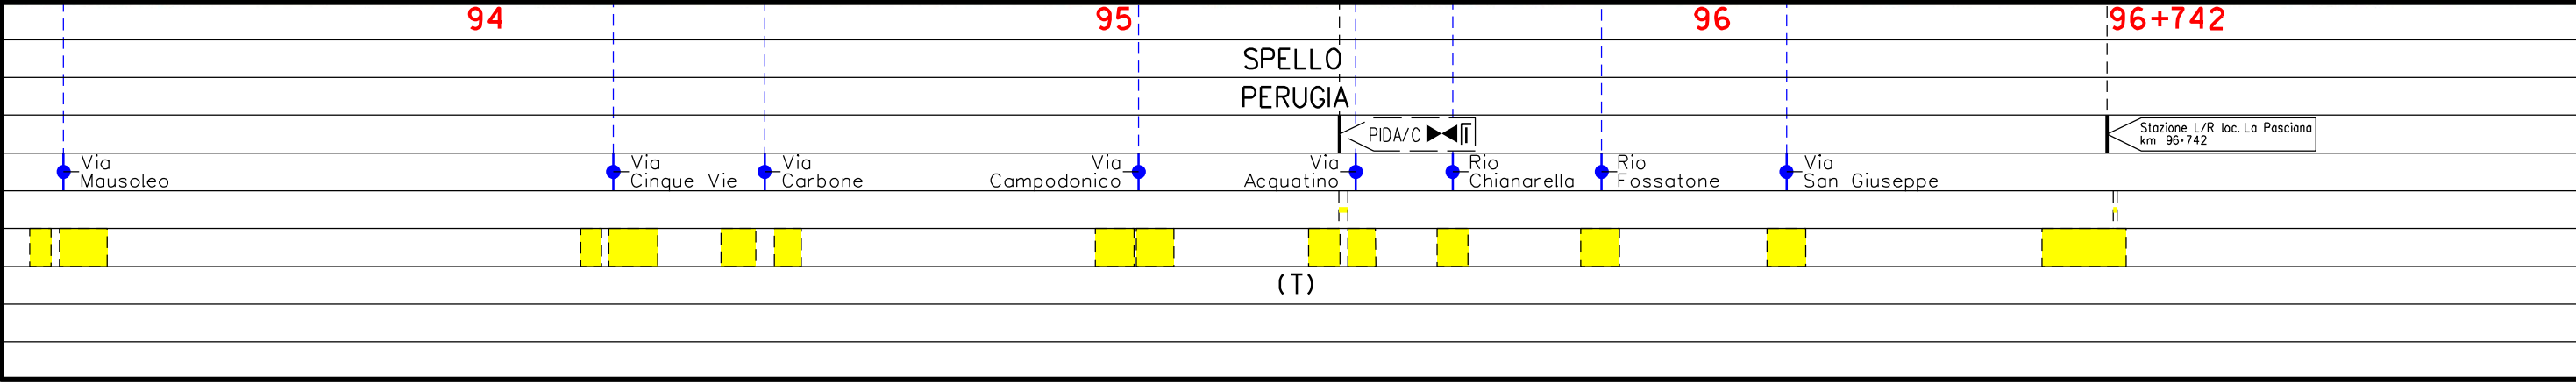 94 95 96 96+742
SPELLO
PERUGIA
PIDA/C
Stazione L/R loc. La Pasciana
km 96+742
Via
Mausoleo
Via
Cinque Vie
Via
Carbone
Via
Campodonico
Via
Acquatino
Rio
Chianarella
Rio
Fossatone
Via
San Giuseppe
(T)